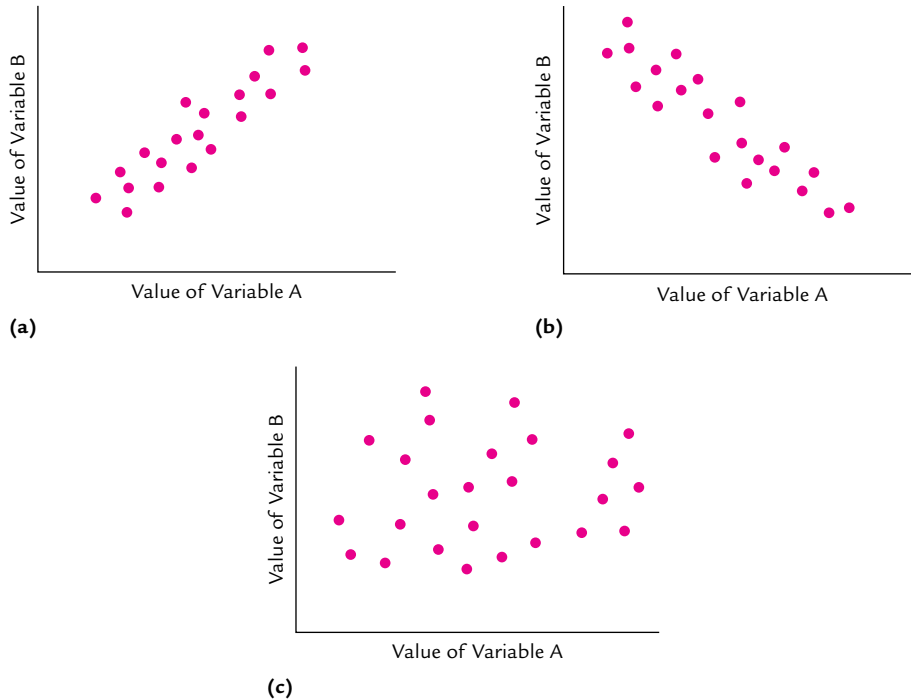 Value of Variable B
Value of Variable A
(a)
Value of Variable B
Value of Variable A
(b)
Value of Variable B
Value of Variable A
(c)